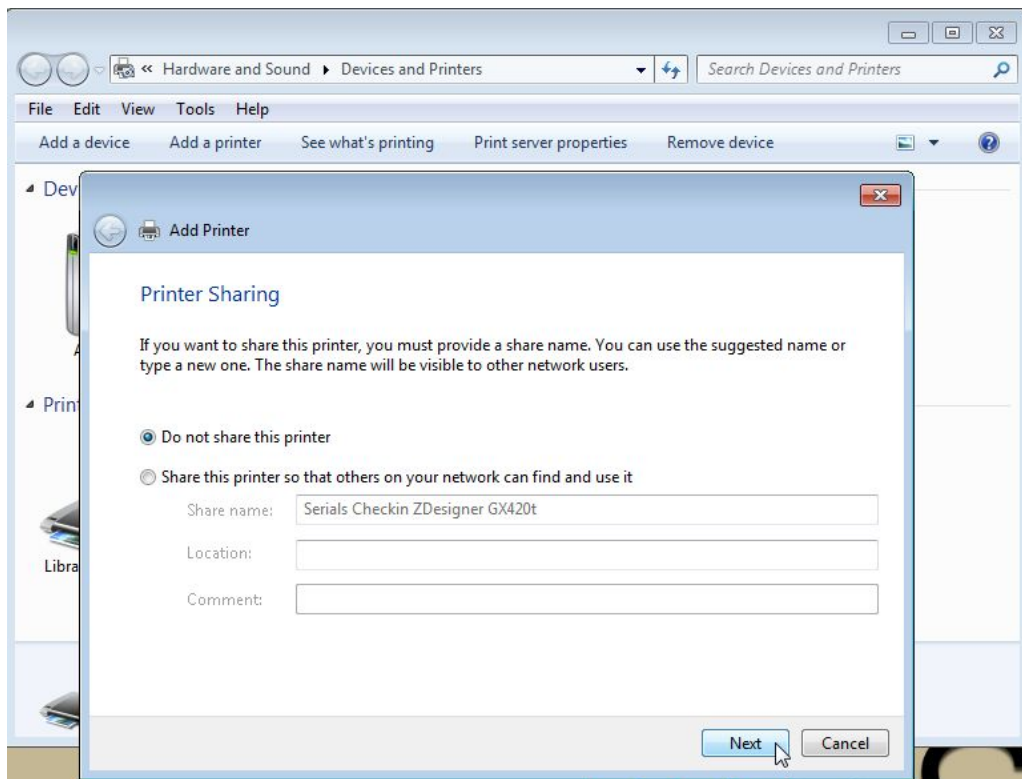 Hardware and Sound Devices and Printers Search Devices and Printers
File Edit View Tools Help
Add a device Add a printer See what's printing Print server properties Remove device
Dev
Add Printer
Printer Sharing
If you want to share this printer, you must provide a share name. You can use the suggested name or
type a new one. The share name will be visible to other network users.
Print
Do not share this printer
Share this printer so that others on your network can find and use it
Share name: Serials Checkin ZDesigner GX420t
Location:
Libra
Comment:
Next Cancel